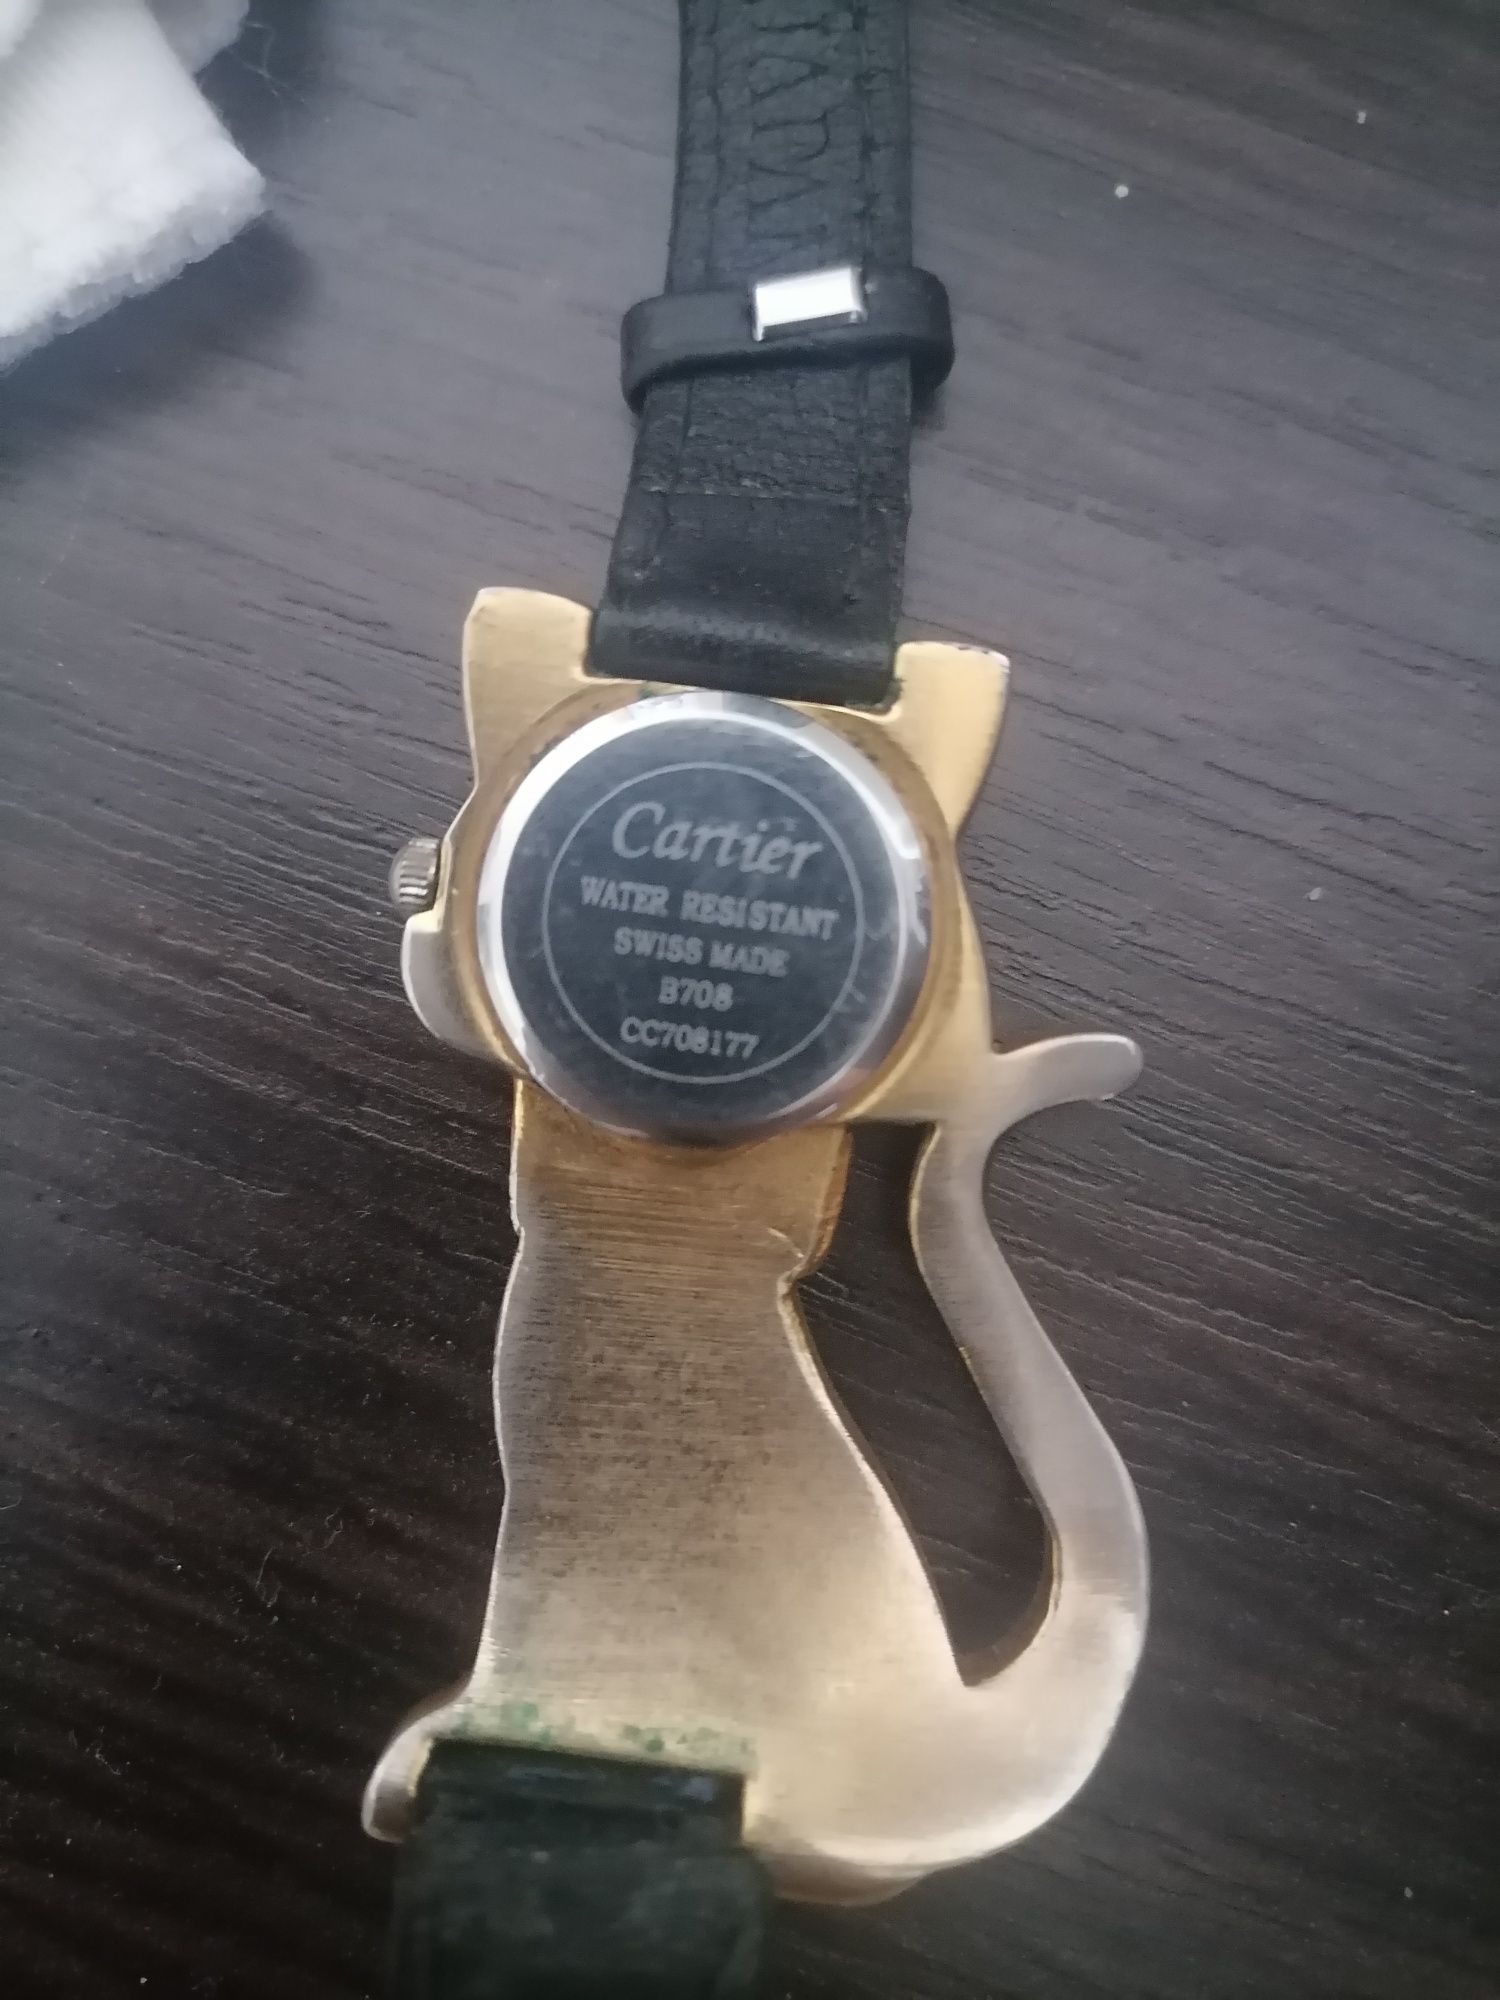 Cartier
WATER RESISTANT
SWISS MADE
B708
CC708177